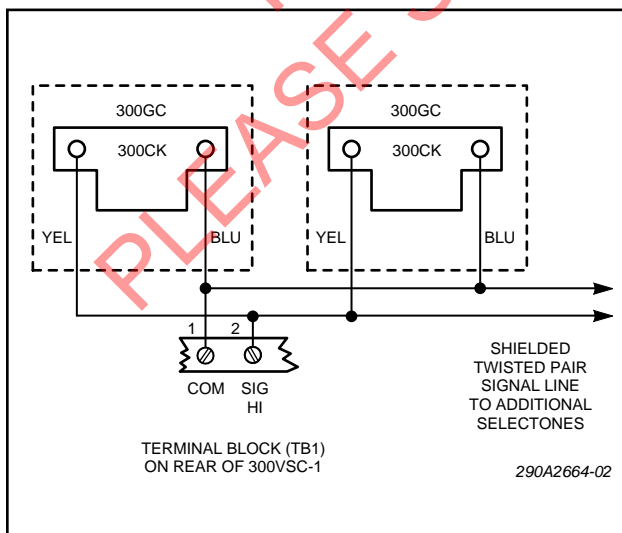 PLEASE S
300GC
300GC
300CK
300CK
YEL
BLU
YEL
BLU
1
2
COM
SIG
HI
SHIELDED
TWISTED PAIR
SIGNAL LINE
TO ADDITIONAL
SELECTONES
TERMINAL BLOCK (TB1)
ON REAR OF 300VSC-1
290A2664-02